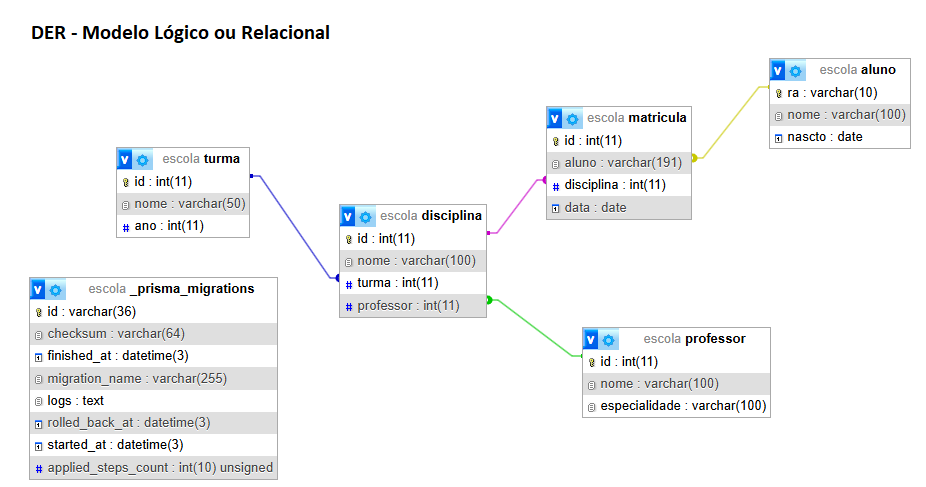 DER - Modelo Lógico ou Relacional
escola aluno
ra : varchar(10)
nome : varchar(100)
nascto : date
escola matricula
id : int(11)
aluno : varchar(191)
disciplina : int(11)
data : date
escola turma
id : int(11)
nome : varchar(50)
ano : int(11)
escola disciplina
id : int(11)
nome : varchar(100)
turma : int(11)
professor : int(11)
escola _prisma_migrations
id : varchar(36)
checksum : varchar(64)
finished_at : datetime(3)
migration_name : varchar(255)
logs : text
rolled_back_at : datetime(3)
started_at : datetime(3)
applied_steps_count : int(10) unsigned
escola professor
id : int(11)
nome : varchar(100)
especialidade : varchar(100)